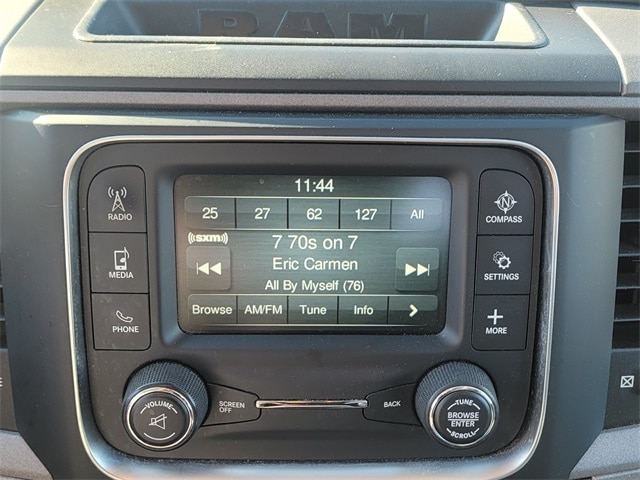 RAM
11:44
25 27 62 127 All
((sxm))
7 70s on 7
Eric Carmen
All By Myself (76)
Browse AM/FM Tune Info >
RADIO
MEDIA
PHONE
N
COMPASS
SETTINGS
+
MORE
VOLUME
SCREEN
OFF
BACK
TUNE
BROWSE
ENTER
SCROLL